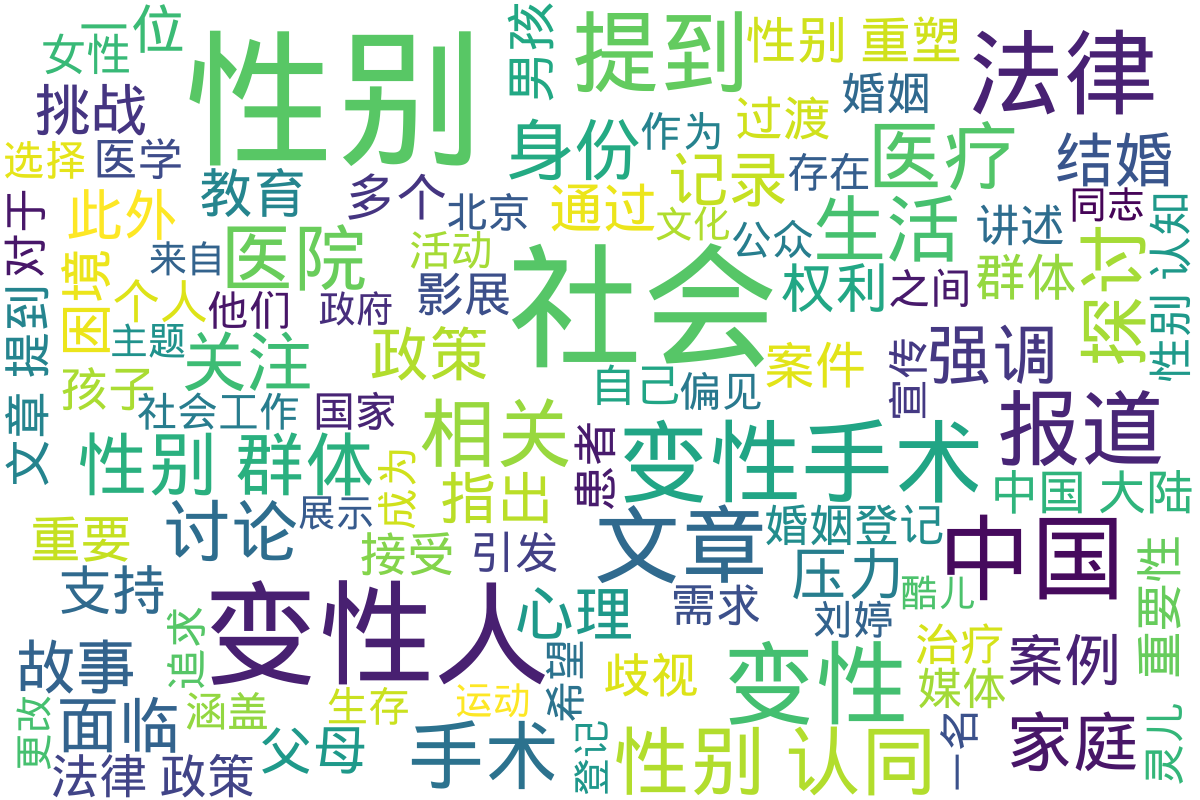 性别
提到
法律
位
男孩
性别 重塑
女性
挑战
婚姻
过渡
作为
身份
医疗
选择
医学
结婚
记录
存在
教育
多个
此外
北京
通过
文化
生活
讲述
同志
认知
对于
来自
医院
活动
公众
社会
权利
之间
群体
探讨
困境
个人
他们
政府
影展
提到
主题
关注
政策
案件
宣传
强调
性别
孩子
社会工作
国家
自己
偏见
文章
相关
报道
性别 群体
变性手术
患者
成为
指出
中国 大陆
重要
讨论
展示
文章
婚姻登记
中国
接受
引发
支持
压力
重要性
需求
酷儿
变性人
心理
刘婷
追求
故事
希望
歧视
变性
治疗
案例
媒体
更改
面临
涵盖
生存
运动
手术
登记
性别 认同
一名
家庭
灵儿
法律 政策
父母